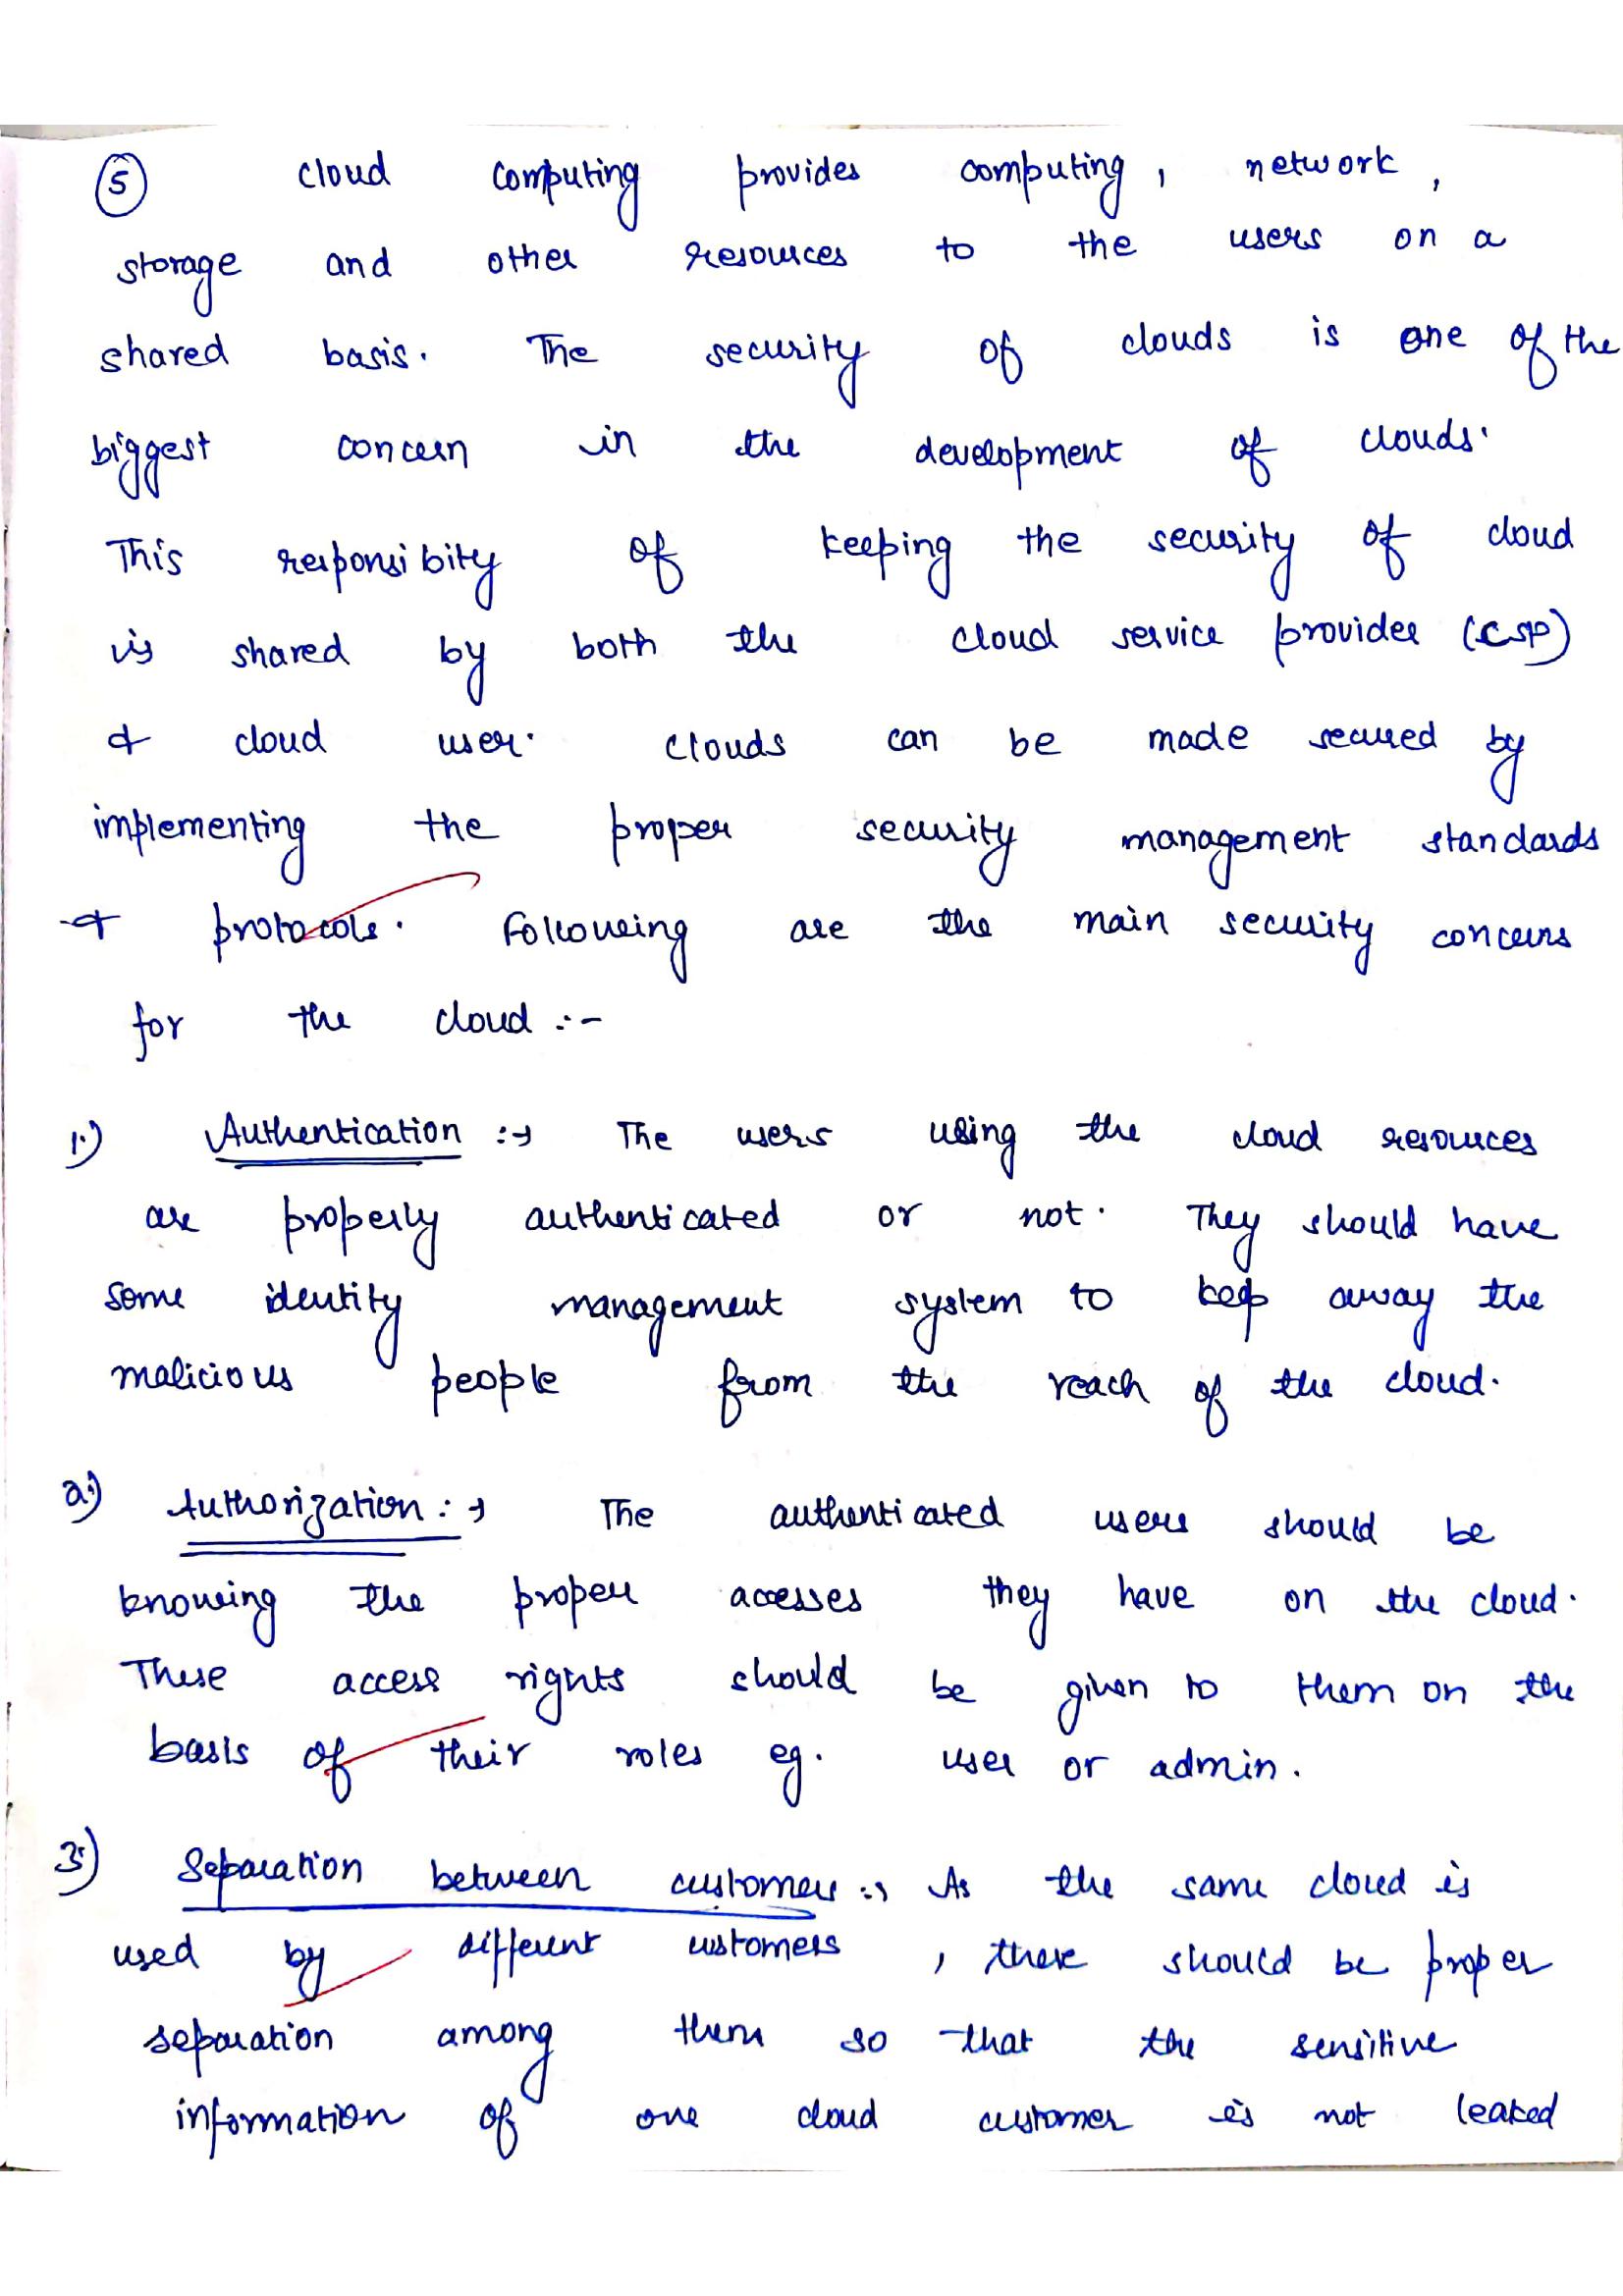 ⑤ cloud computing provides computing, network,
storage and other resources to the users on a
shared basis. The security of clouds is one of the
biggest concern in the development of clouds.
This responsibity of keeping the security of cloud
is shared by both the cloud service provider (CSP)
& cloud user. clouds can be made secured by
implementing the proper security management standards
& protocols. Following are the main security concerns
for the cloud :-
1.) Authentication :→ The users using the cloud resources
are properly authenticated or not. They should have
some identity management system to keep away the
malicious people from the reach of the cloud.
2.) Authorization :→ The authenticated users should be
knowing the proper accesses they have on the cloud.
These access rights should be given to them on the
basis of their roles eg. user or admin.
3.) Separation between customers :→ As the same cloud is
used by different customers, there should be proper
separation among them so that the sensitive
information of one cloud customer is not leaked